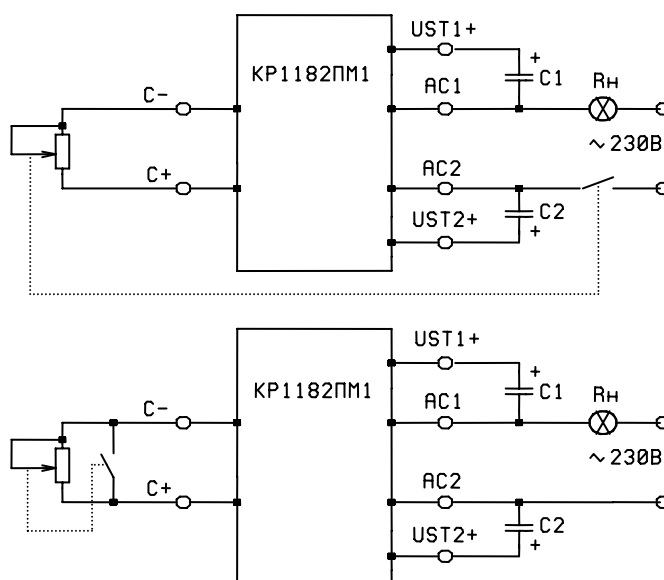 UST1+
+
КР1182ПМ1
C1
C-
AC1
Rн
~230В
C+
AC2
C2
UST2+
+
UST1+
+
КР1182ПМ1
C1
C-
AC1
Rн
~230В
C+
AC2
C2
UST2+
+